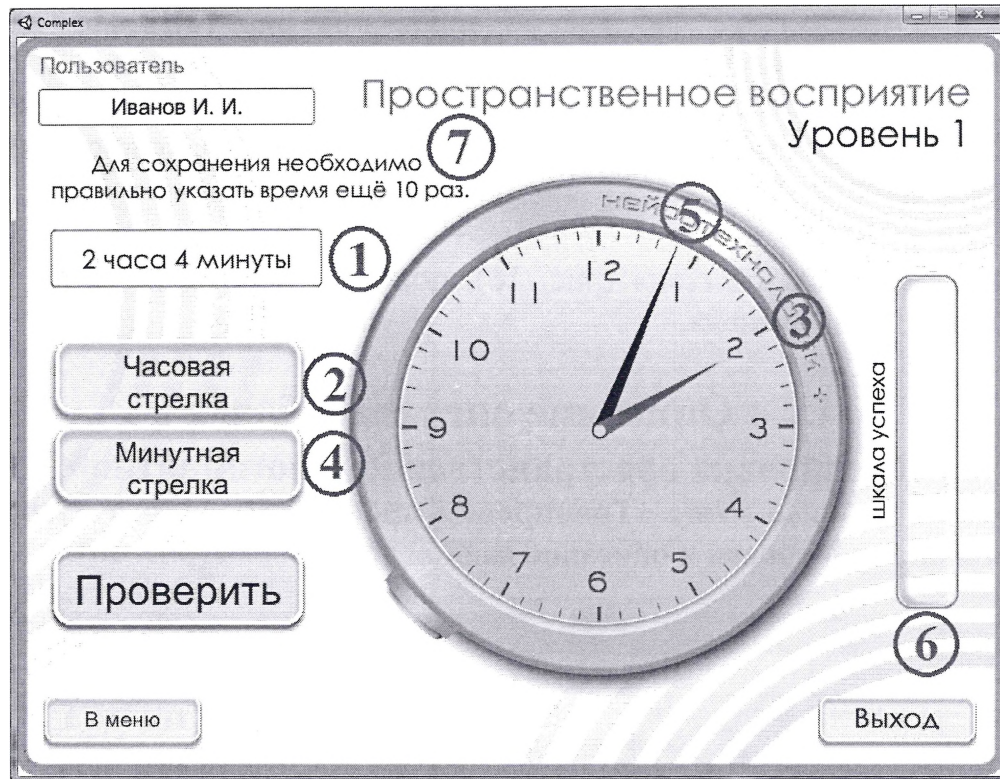 Complex
Пользователь
Иванов И. И.
Пространственное восприятие
Уровень 1
7
Для сохранения необходимо
правильно указать время ещё 10 раз.
2 часа 4 минуты
1
5
3
12
1
2
3
4
5
6
7
8
9
10
11
Часовая
стрелка
2
Минутная
стрелка
4
Проверить
шкала успеха
6
В меню
Выход